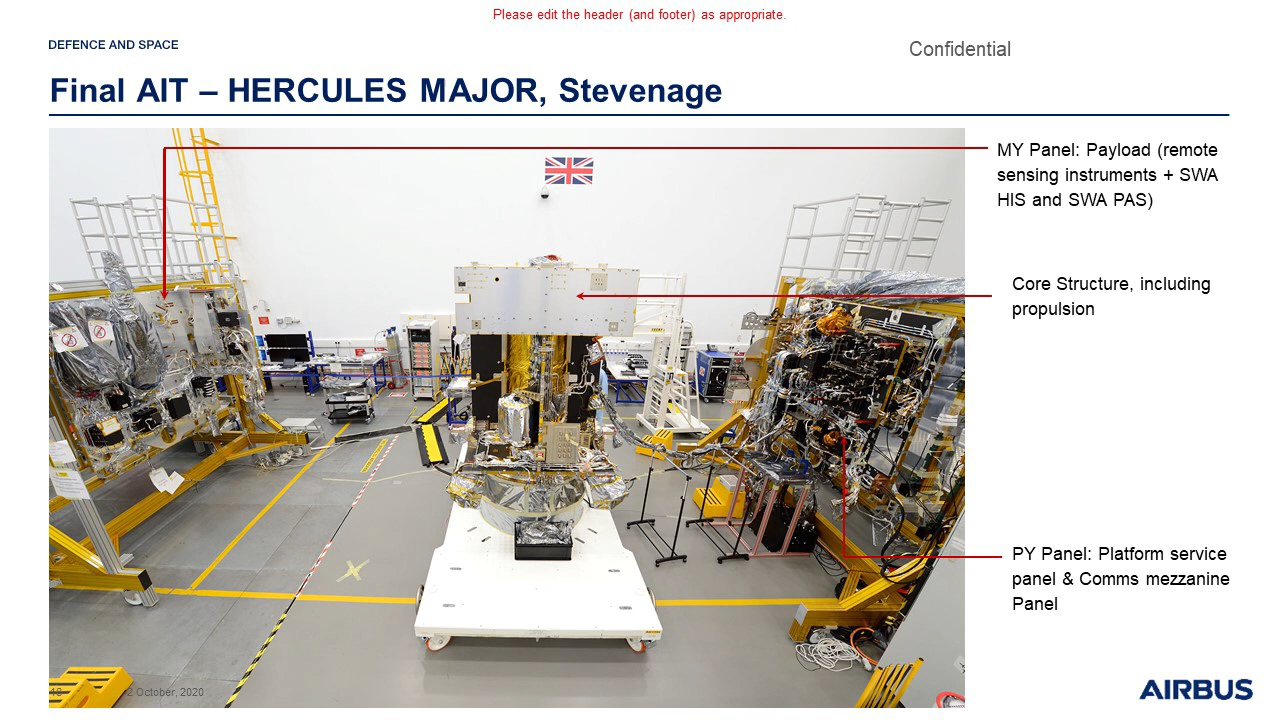 Please edit the header (and footer) as appropriate.
DEFENCE AND SPACE
Confidential
Final AIT – HERCULES MAJOR, Stevenage
MY Panel: Payload (remote
sensing instruments + SWA
HIS and SWA PAS)
Core Structure, including
propulsion
PY Panel: Platform service
panel & Comms mezzanine
Panel
2 October, 2020
AIRBUS